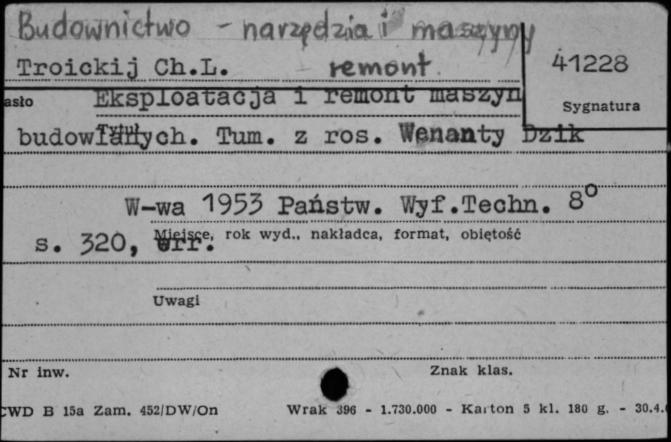 Budownictwo - narzędzia i maszyny
remont
Troickij Ch.L.
41228
asło
Eksploatacja i remont maszyn
Sygnatura
Tytuł
budowlanych. Tum. z ros. Wenanty Dzik
W-wa 1953 Państw. Wyf.Techn. 8°
Miejsce, rok wyd., nakładca, format, objętość
s. 320,
Uwagi
Nr inw.
Znak klas.
CWD B 15a Zam. 452/DW/On Wrak 396 - 1.730.000 - Karton 5 kl. 180 g. - 30.4.